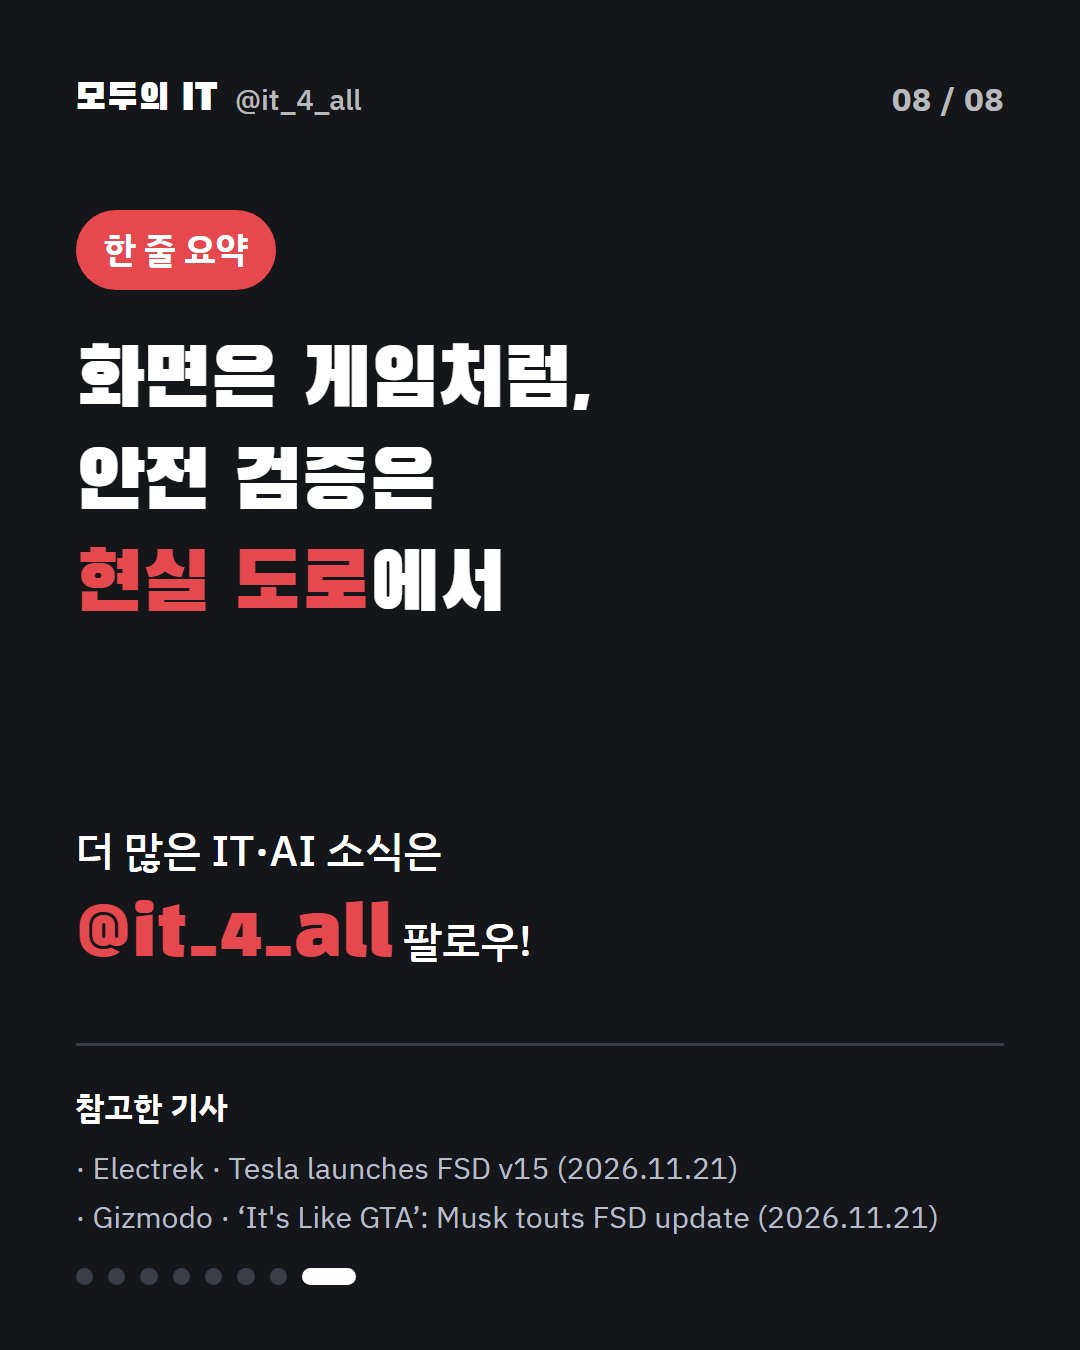 모두의 IT @it_4_all
08 / 08
한 줄 요약
화면은 게임처럼,
안전 검증은
현실 도로에서
더 많은 IT·AI 소식은
@it_4_all 팔로우!
참고한 기사
· Electrek · Tesla launches FSD v15 (2026.11.21)
· Gizmodo · ‘It's Like GTA’: Musk touts FSD update (2026.11.21)